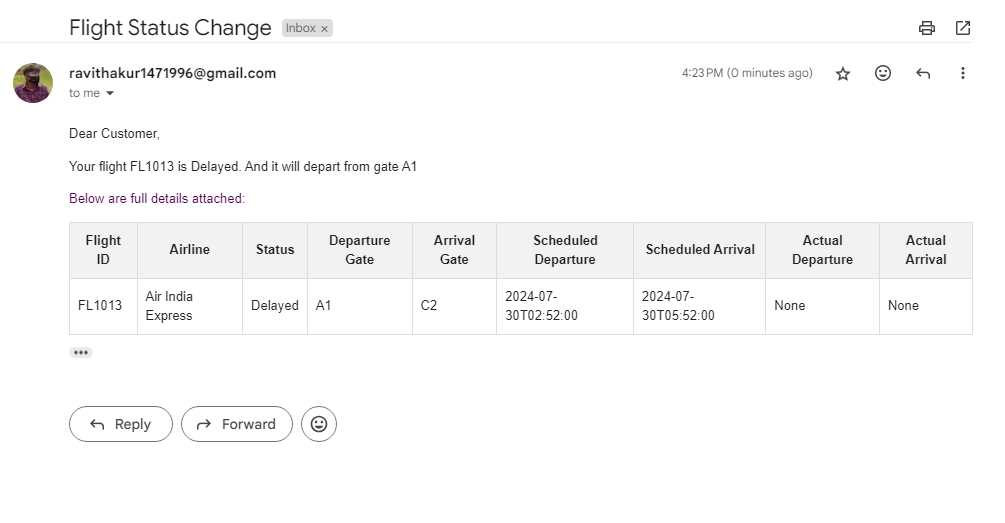 Flight Status Change Inbox ×
ravithakur1471996@gmail.com 4:23 PM (0 minutes ago)
to me
Dear Customer,
Your flight FL1013 is Delayed. And it will depart from gate A1
Below are full details attached:
Flight ID Airline Status Departure Gate Arrival Gate Scheduled Departure Scheduled Arrival Actual Departure Actual Arrival
FL1013 Air India Express Delayed A1 C2 2024-07-30T02:52:00 2024-07-30T05:52:00 None None
Reply Forward